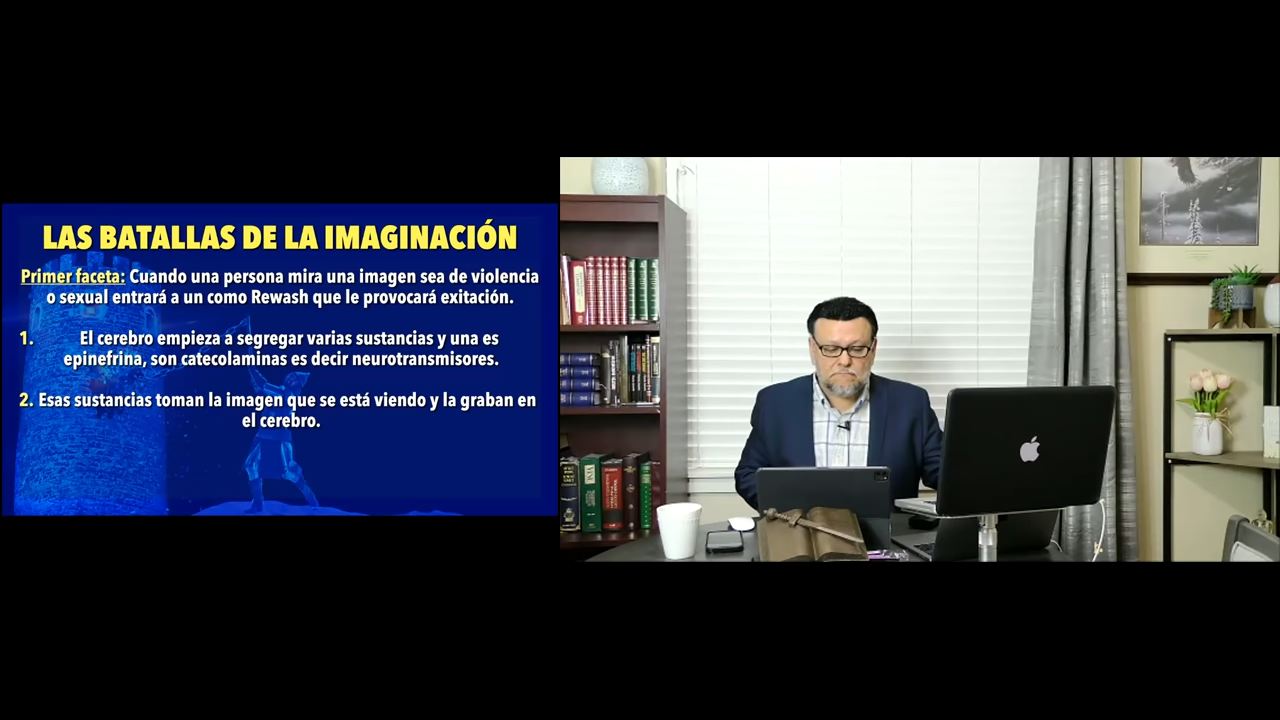 LAS BATALLAS DE LA IMAGINACIÓN
Primer faceta: Cuando una persona mira una imagen sea de violencia
o sexual entrará a un como Rewash que le provocará exitación.
1. El cerebro empieza a segregar varias sustancias y una es
epinefrina, son catecolaminas es decir neurotransmisores.
2. Esas sustancias toman la imagen que se está viendo y la graban en
el cerebro.